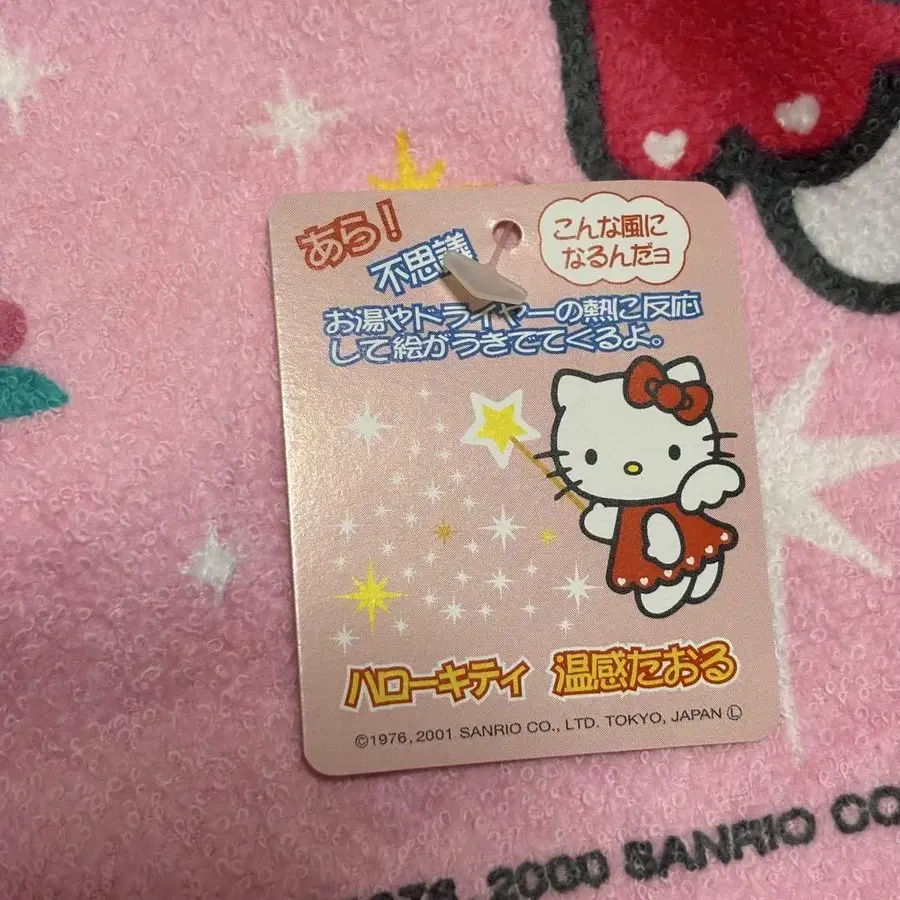 あら！
不思議
こんな風に
なるんだョ
お湯やドライヤーの熱に反応
して絵がうきでてくるよ。
ハローキティ 温感たおる
©1976, 2001 SANRIO CO., LTD. TOKYO, JAPAN Ⓛ
1976, 2000 SANRIO CO